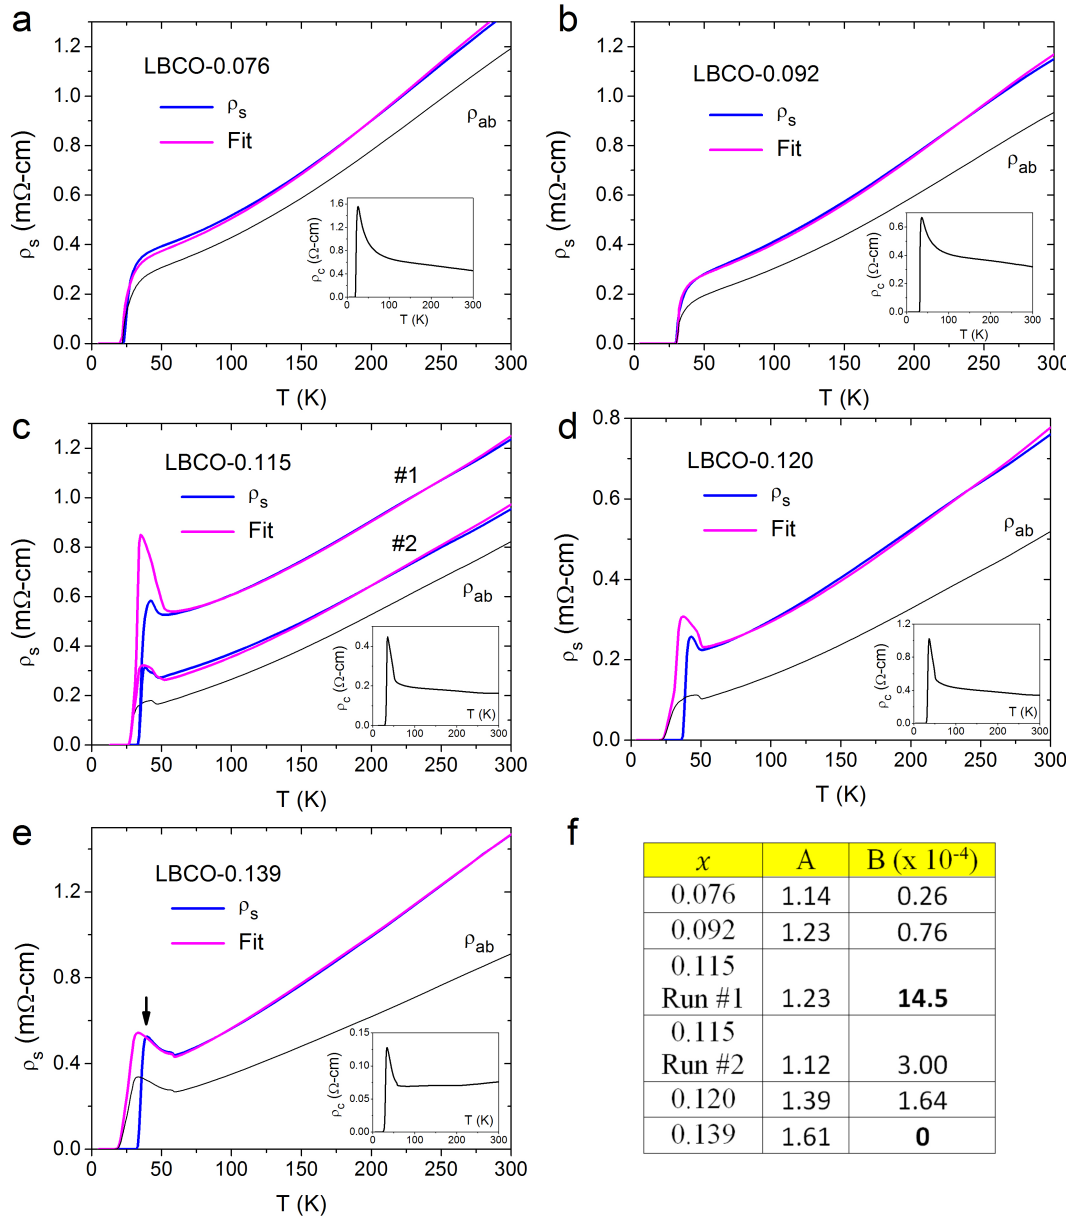 a
LBCO-0.076
ρs
Fit
ρab
ρs (mΩ-cm)
1.2
1.0
0.8
0.6
0.4
0.2
0.0
0 50 100 150 200 250 300
T (K)
ρc (Ω-cm)
1.6
1.2
0.8
0.4
0.0
0 100 200 300
T (K)
b
LBCO-0.092
ρs
Fit
ρab
ρs (mΩ-cm)
1.2
1.0
0.8
0.6
0.4
0.2
0.0
0 50 100 150 200 250 300
T (K)
ρc (Ω-cm)
0.6
0.4
0.2
0.0
0 100 200 300
T (K)
c
LBCO-0.115
ρs
Fit
#1
#2
ρab
ρs (mΩ-cm)
1.2
1.0
0.8
0.6
0.4
0.2
0.0
0 50 100 150 200 250 300
T (K)
ρc (Ω-cm)
0.4
0.2
0.0
0 100 200 300
T (K)
d
LBCO-0.120
ρs
Fit
ρab
ρs (mΩ-cm)
0.8
0.6
0.4
0.2
0.0
0 50 100 150 200 250 300
T (K)
ρc (Ω-cm)
1.2
0.8
0.4
0.0
0 100 200 300
T (K)
e
LBCO-0.139
ρs
Fit
ρab
ρs (mΩ-cm)
1.2
0.8
0.4
0.0
0 50 100 150 200 250 300
T (K)
ρc (Ω-cm)
0.15
0.10
0.05
0.00
0 100 200 300
T (K)
f
x A B (x 10-4)
0.076 1.14 0.26
0.092 1.23 0.76
0.115
Run #1 1.23 14.5
0.115
Run #2 1.12 3.00
0.120 1.39 1.64
0.139 1.61 0